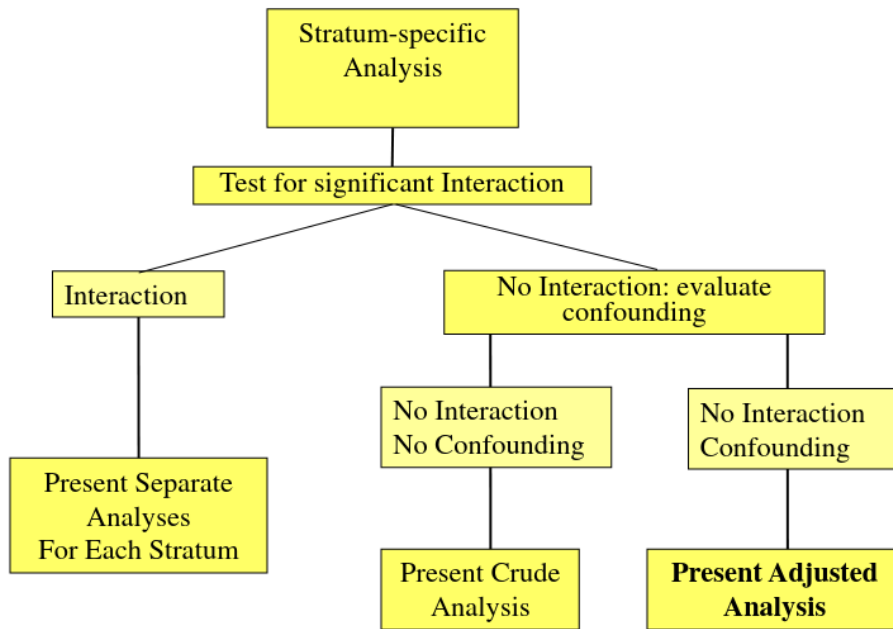 Stratum-specific
Analysis
Test for significant Interaction
Interaction
No Interaction: evaluate
confounding
No Interaction
No Confounding
No Interaction
Confounding
Present Separate
Analyses
For Each Stratum
Present Crude
Analysis
Present Adjusted
Analysis